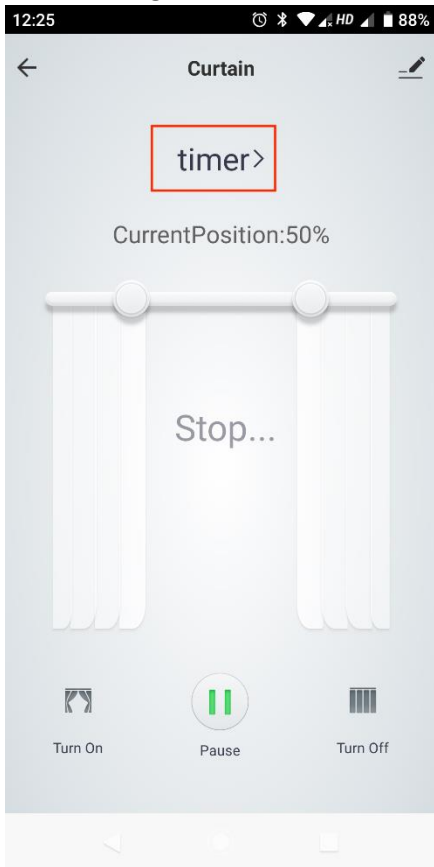 12:25 HD 88%
Curtain
timer>
CurrentPosition:50%
Stop...
Turn On Pause Turn Off